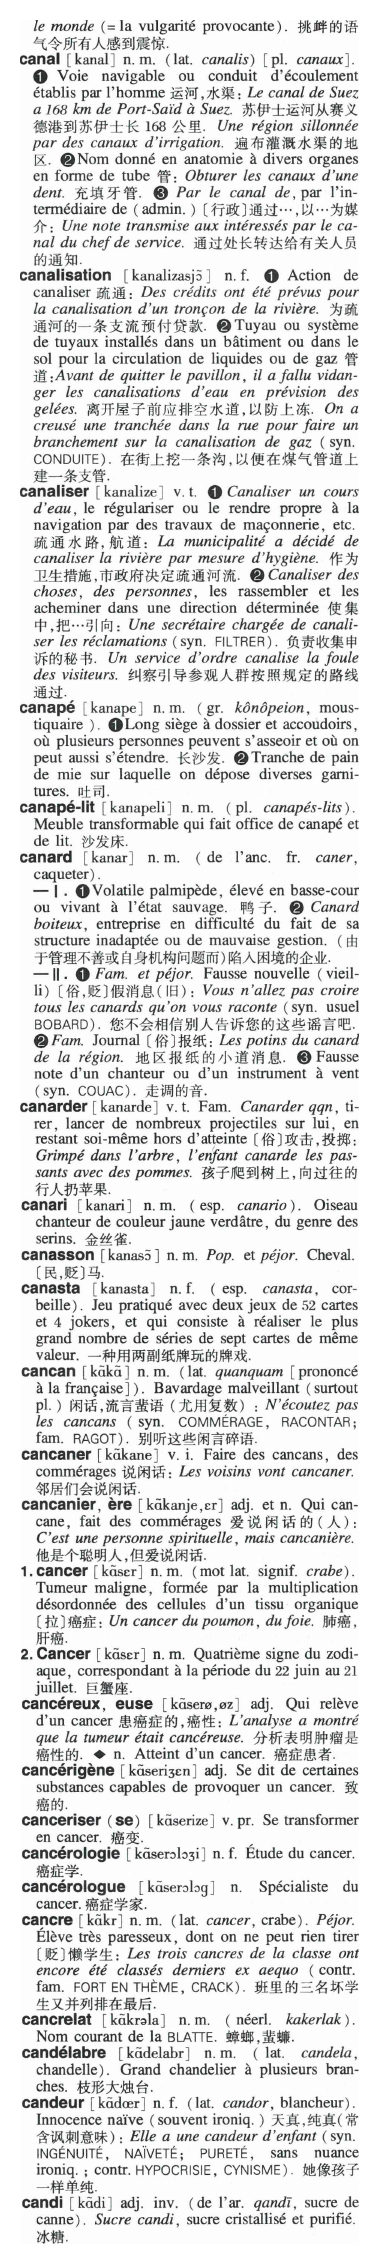 le monde (= la vulgarité provocante). 挑衅的语
气令所有人感到震惊.
canal [kanal] n. m. (lat. canalis) [pl. canaux].
❶ Voie navigable ou conduit d'écoulement
établis par l'homme 运河,水渠: Le canal de Suez
a 168 km de Port-Saïd à Suez. 苏伊士运河从赛义
德港到苏伊士长 168 公里. Une région sillonnée
par des canaux d'irrigation. 遍布灌溉水渠的地
区. ❷ Nom donné en anatomie à divers organes
en forme de tube 管: Obturer les canaux d'une
dent. 充填牙管. ❸ Par le canal de, par l'in-
termédiaire de (admin.) [行政]通过…,以…为媒
介: Une note transmise aux intéressés par le ca-
nal du chef de service. 通过处长转达给有关人员
的通知.
canalisation [kanalizasjɔ̃] n. f. ❶ Action de
canaliser 疏通: Des crédits ont été prévus pour
la canalisation d'un tronçon de la rivière. 为疏
通河的一条支流预付贷款. ❷ Tuyau ou système
de tuyaux installés dans un bâtiment ou dans le
sol pour la circulation de liquides ou de gaz 管
道:Avant de quitter le pavillon, il a fallu vidan-
ger les canalisations d'eau en prévision des
gelées. 离开屋子前应排空水道,以防上冻. On a
creusé une tranchée dans la rue pour faire un
branchement sur la canalisation de gaz (syn.
CONDUITE). 在街上挖一条沟,以便在煤气管道上
建一条支管.
canaliser [kanalize] v. t. ❶ Canaliser un cours
d'eau, le régulariser ou le rendre propre à la
navigation par des travaux de maçonnerie, etc.
疏通水路,航道: La municipalité a décidé de
canaliser la rivière par mesure d'hygiène. 作为
卫生措施,市政府决定疏通河流. ❷ Canaliser des
choses, des personnes, les rassembler et les
acheminer dans une direction déterminée 使集
中,把…引向: Une secrétaire chargée de canali-
ser les réclamations (syn. FILTRER). 负责收集申
诉的秘书. Un service d'ordre canalise la foule
des visiteurs. 纠察引导参观人群按照规定的路线
通过.
canapé [kanape] n. m. (gr. kônôpeion, mous-
tiquaire). ❶ Long siège à dossier et accoudoirs,
où plusieurs personnes peuvent s'asseoir et où on
peut aussi s'étendre. 长沙发. ❷ Tranche de pain
de mie sur laquelle on dépose diverses garni-
tures. 吐司.
canapé-lit [kanapeli] n. m. (pl. canapés-lits).
Meuble transformable qui fait office de canapé et
de lit. 沙发床.
canard [kanar] n. m. (de l'anc. fr. caner,
caqueter).
— I. ❶ Volatile palmipède, élevé en basse-cour
ou vivant à l'état sauvage. 鸭子. ❷ Canard
boiteux, entreprise en difficulté du fait de sa
structure inadaptée ou de mauvaise gestion. (由
于管理不善或自身机构问题而)陷入困境的企业.
— II. ❶ Fam. et péjor. Fausse nouvelle (vieil-
li) [俗,贬]假消息(旧): Vous n'allez pas croire
tous les canards qu'on vous raconte (syn. usuel
BOBARD). 您不会相信别人告诉您的这些谣言吧.
❷ Fam. Journal [俗]报纸: Les potins du canard
de la région. 地区报纸的小道消息. ❸ Fausse
note d'un chanteur ou d'un instrument à vent
(syn. COUAC). 走调的音.
canarder [kanarde] v. t. Fam. Canarder qqn, ti-
rer, lancer de nombreux projectiles sur lui, en
restant soi-même hors d'atteinte [俗]攻击,投掷:
Grimpé dans l'arbre, l'enfant canarde les pas-
sants avec des pommes. 孩子爬到树上,向过往的
行人扔苹果.
canari [kanari] n. m. (esp. canario). Oiseau
chanteur de couleur jaune verdâtre, du genre des
serins. 金丝雀.
canasson [kanasɔ̃] n. m. Pop. et péjor. Cheval.
[民,贬]马.
canasta [kanasta] n. f. (esp. canasta, cor-
beille). Jeu pratiqué avec deux jeux de 52 cartes
et 4 jokers, et qui consiste à réaliser le plus
grand nombre de séries de sept cartes de même
valeur. 一种用两副纸牌玩的牌戏.
cancan [kɑ̃kɑ̃] n. m. (lat. quanquam [prononcé
à la française]). Bavardage malveillant (surtout
pl.) 闲话,流言蜚语 (尤用复数): N'écoutez pas
les cancans (syn. COMMÉRAGE, RACONTAR;
fam. RAGOT). 别听这些闲言碎语.
cancaner [kɑ̃kane] v. i. Faire des cancans, des
commérages 说闲话: Les voisins vont cancaner.
邻居们会说闲话.
cancanier, ère [kɑ̃kanje,ɛr] adj. et n. Qui can-
cane, fait des commérages 爱说闲话的(人):
C'est une personne spirituelle, mais cancanière.
他是个聪明人,但爱说闲话.
1. cancer [kɑ̃sɛr] n. m. (mot lat. signif. crabe).
Tumeur maligne, formée par la multiplication
désordonnée des cellules d'un tissu organique
[拉]癌症: Un cancer du poumon, du foie. 肺癌,
肝癌.
2. Cancer [kɑ̃sɛr] n. m. Quatrième signe du zodi-
aque, correspondant à la période du 22 juin au 21
juillet. 巨蟹座.
cancéreux, euse [kɑ̃serø,øz] adj. Qui relève
d'un cancer 患癌症的,癌性: L'analyse a montré
que la tumeur était cancéreuse. 分析表明肿瘤是
癌性的. ◆ n. Atteint d'un cancer. 癌症患者.
cancérigène [kɑ̃seriʒɛn] adj. Se dit de certaines
substances capables de provoquer un cancer. 致
癌的.
canceriser (se) [kɑ̃serize] v. pr. Se transformer
en cancer. 癌变.
cancérologie [kɑ̃serɔlɔʒi] n. f. Étude du cancer.
癌症学.
cancérologue [kɑ̃serɔlɔg] n. Spécialiste du
cancer. 癌症学家.
cancre [kɑ̃kr] n. m. (lat. cancer, crabe). Péjor.
Élève très paresseux, dont on ne peut rien tirer
[贬]懒学生: Les trois cancres de la classe ont
encore été classés derniers ex aequo (contr.
fam. FORT EN THÈME, CRACK). 班里的三名坏学
生又并列排在最后.
cancrelat [kɑ̃krəla] n. m. (néerl. kakerlak).
Nom courant de la BLATTE. 蟑螂,蜚蠊.
candélabre [kɑ̃delabr] n. m. (lat. candela,
chandelle). Grand chandelier à plusieurs bran-
ches. 枝形大烛台.
candeur [kɑ̃dœr] n. f. (lat. candor, blancheur).
Innocence naïve (souvent ironiq.) 天真,纯真(常
含讽刺意味): Elle a une candeur d'enfant (syn.
INGÉNUITÉ, NAÏVETÉ; PURETÉ, sans nuance
ironiq.; contr. HYPOCRISIE, CYNISME). 她像孩子
一样单纯.
candi [kɑ̃di] adj. inv. (de l'ar. qandī, sucre de
canne). Sucre candi, sucre cristallisé et purifié.
冰糖.